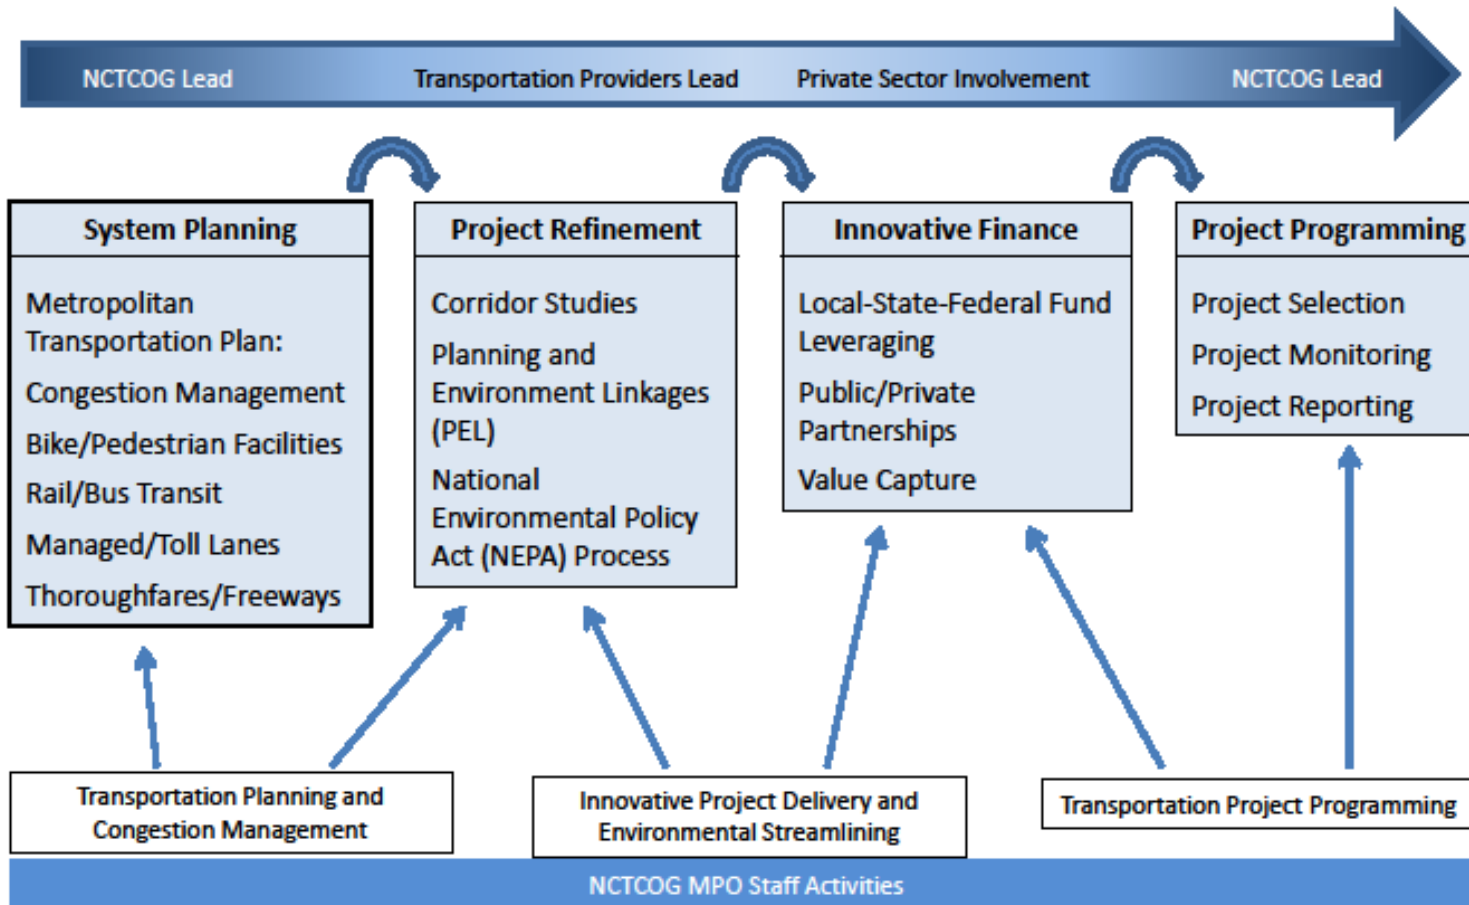 NCTCOG Lead
Transportation Providers Lead
Private Sector Involvement
NCTCOG Lead
System Planning
Metropolitan
Transportation Plan:
Congestion Management
Bike/Pedestrian Facilities
Rail/Bus Transit
Managed/Toll Lanes
Thoroughfares/Freeways
Project Refinement
Corridor Studies
Planning and
Environment Linkages
(PEL)
National
Environmental Policy
Act (NEPA) Process
Innovative Finance
Local-State-Federal Fund
Leveraging
Public/Private
Partnerships
Value Capture
Project Programming
Project Selection
Project Monitoring
Project Reporting
Transportation Planning and
Congestion Management
Innovative Project Delivery and
Environmental Streamlining
Transportation Project Programming
NCTCOG MPO Staff Activities